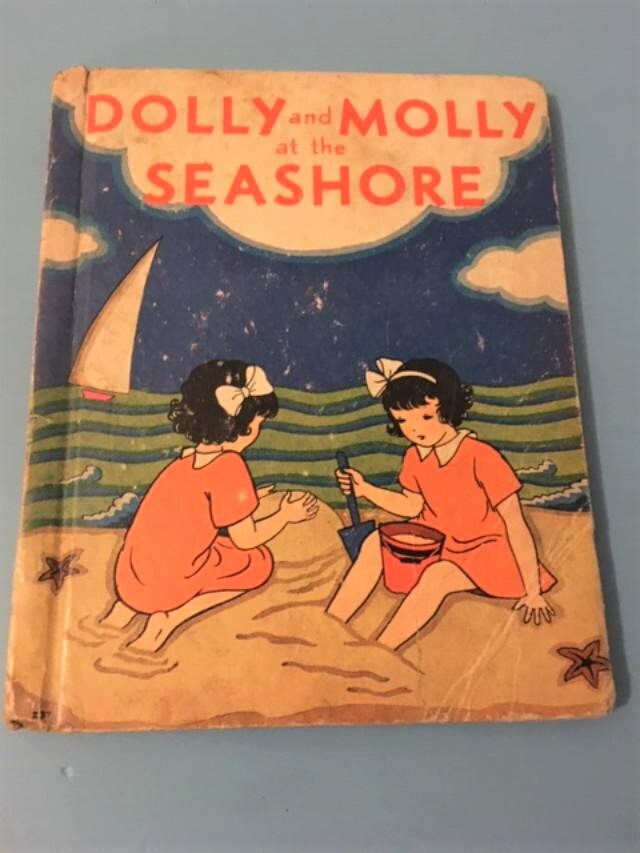 DOLLY and MOLLY
at the
SEASHORE